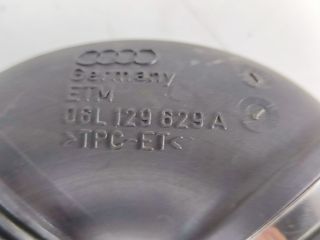 Germany
ETM
06L 129 629 A
>TPC-ET<